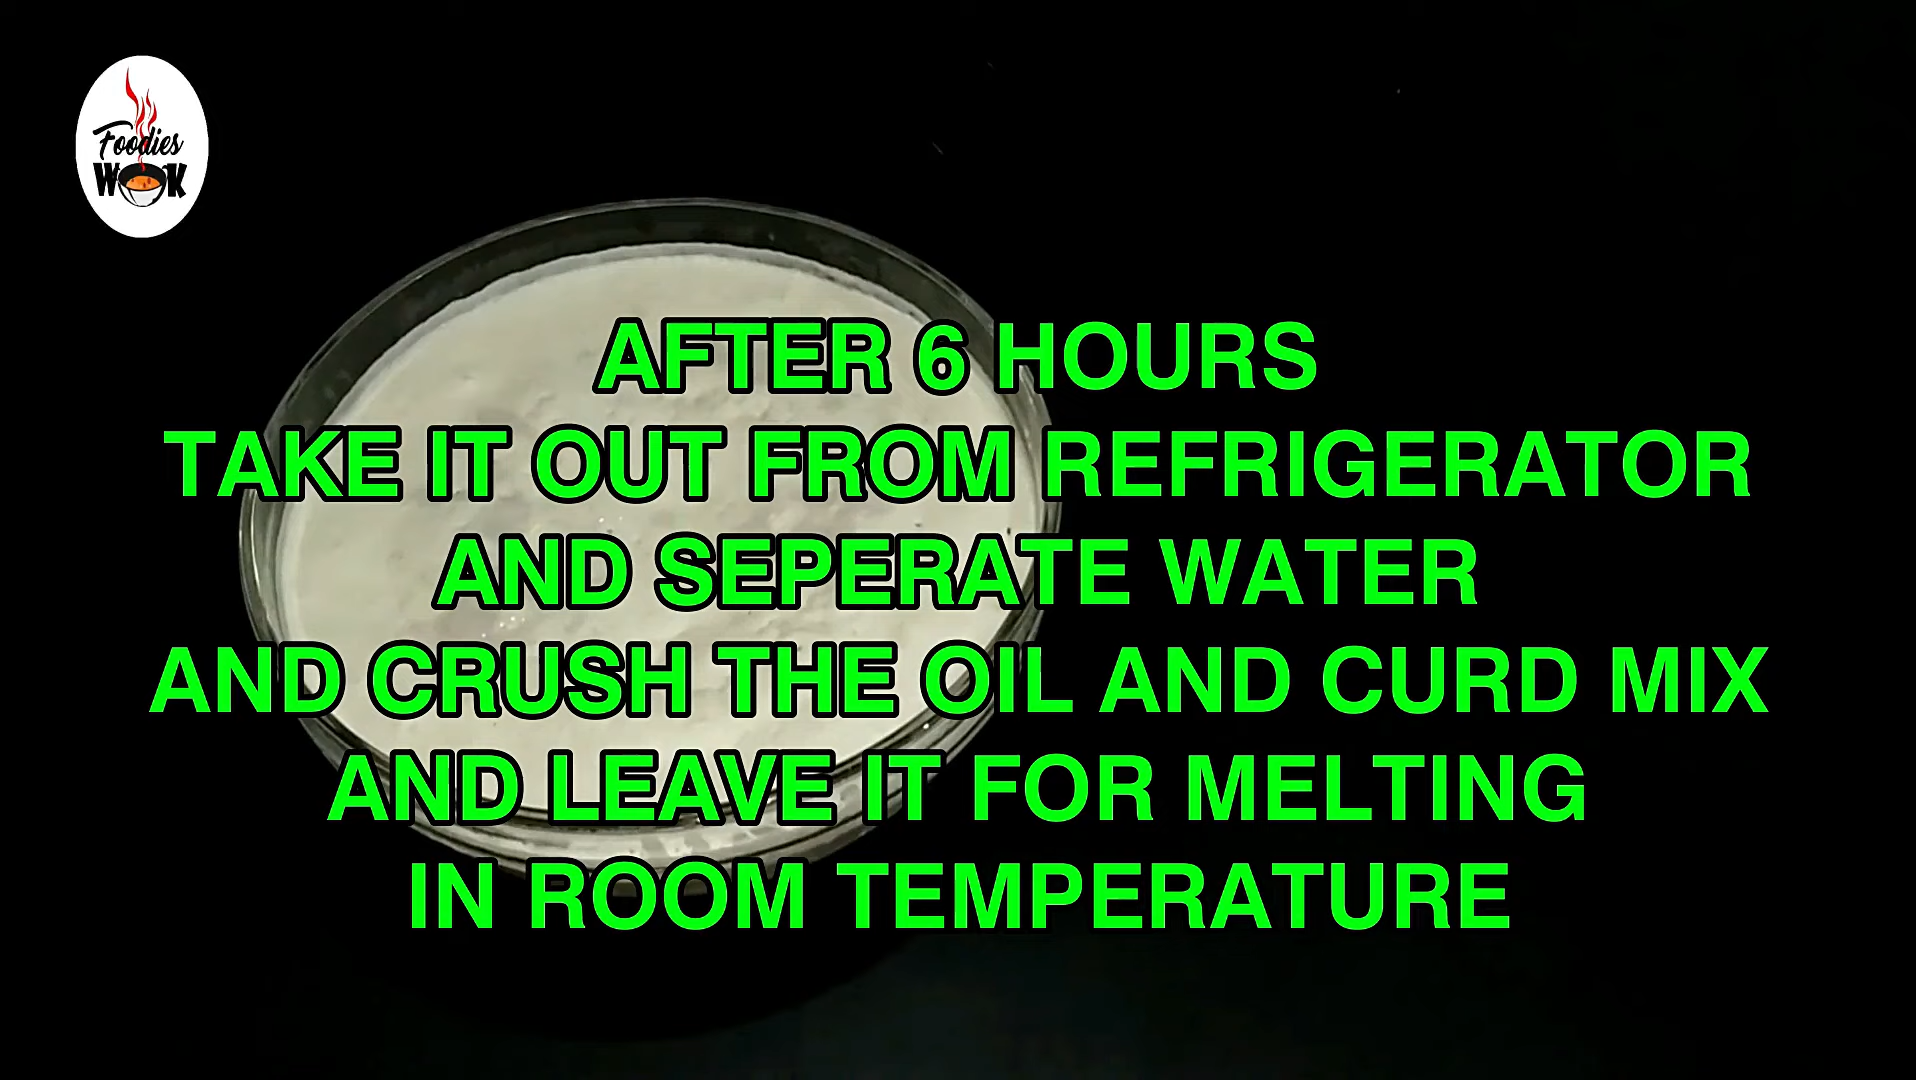 Foodies
WOK
AFTER 6 HOURS
TAKE IT OUT FROM REFRIGERATOR
AND SEPERATE WATER
AND CRUSH THE OIL AND CURD MIX
AND LEAVE IT FOR MELTING
IN ROOM TEMPERATURE